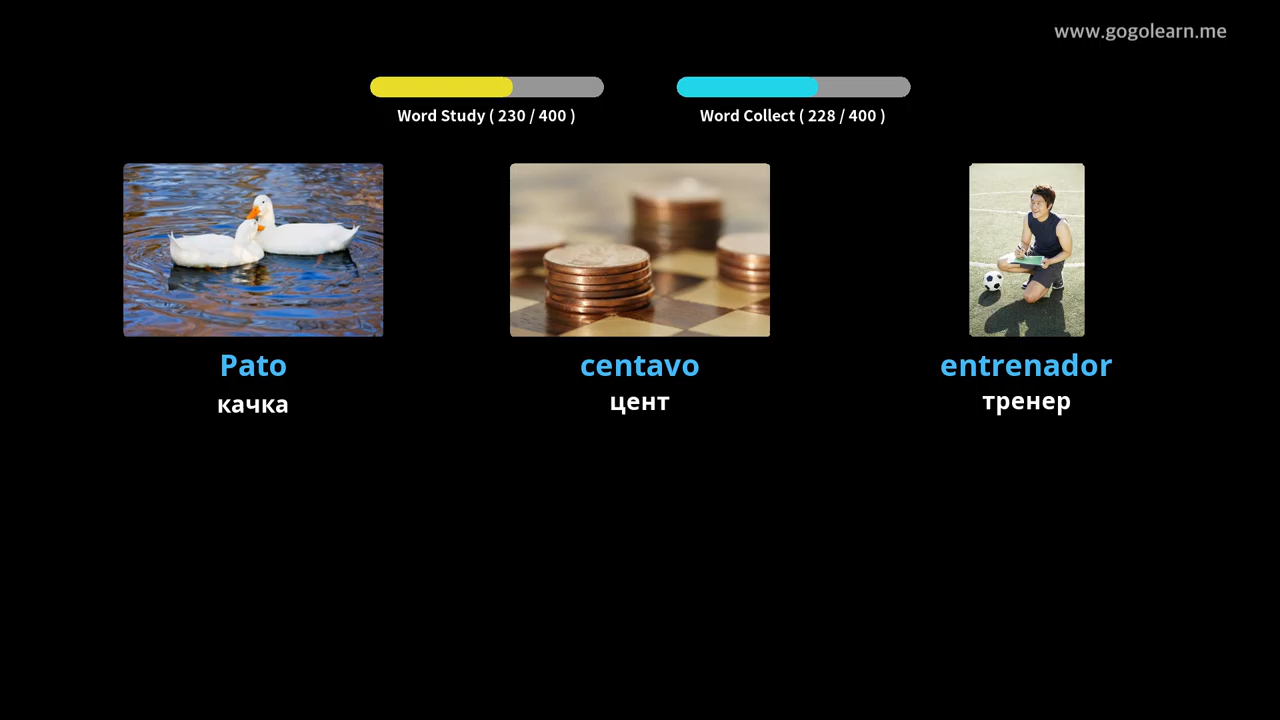 www.gogolearn.me
Word Study ( 230 / 400 )
Word Collect ( 228 / 400 )
Pato
centavo
entrenador
качка
цент
тренер